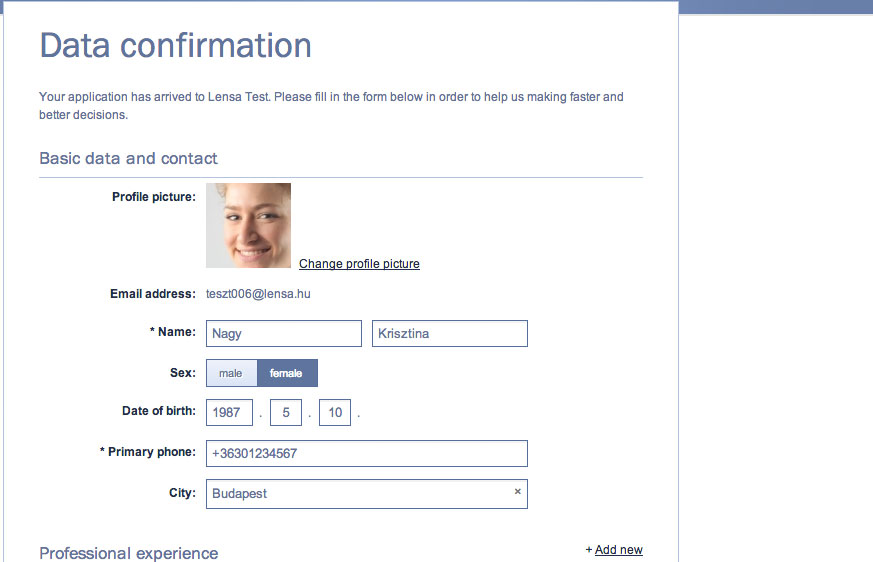 Data confirmation
Your application has arrived to Lensa Test. Please fill in the form below in order to help us making faster and
better decisions.
Basic data and contact
Profile picture:
Change profile picture
Email address: teszt006@lensa.hu
* Name: Nagy Krisztina
Sex: male female
Date of birth: 1987 . 5 . 10 .
* Primary phone: +36301234567
City: Budapest ×
Professional experience + Add new